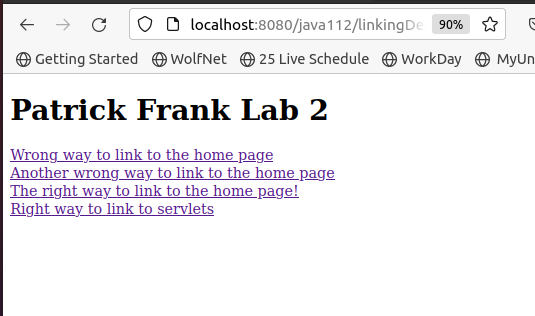 localhost:8080/java112/linkingDe 90%
Getting Started WolfNet 25 Live Schedule WorkDay MyUn
Patrick Frank Lab 2
Wrong way to link to the home page
Another wrong way to link to the home page
The right way to link to the home page!
Right way to link to servlets